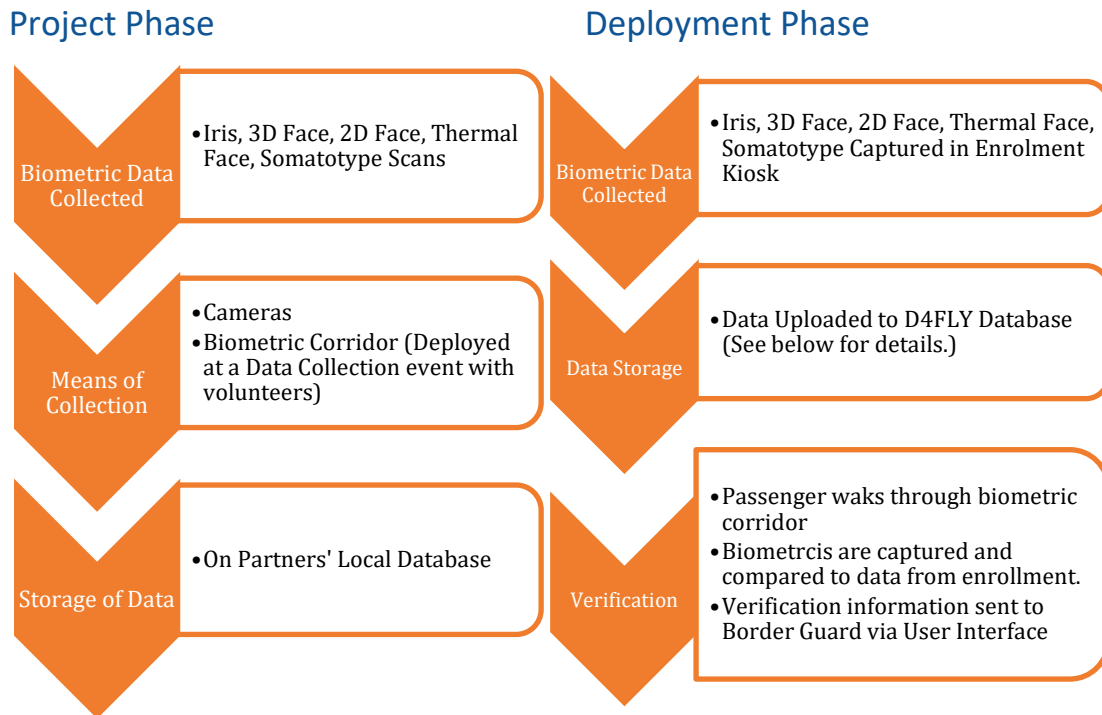 Project Phase
Biometric Data
Collected
•Iris, 3D Face, 2D Face, Thermal
Face, Somatotype Scans
Means of
Collection
•Cameras
•Biometric Corridor (Deployed
at a Data Collection event with
volunteers)
Storage of Data
•On Partners' Local Database
Deployment Phase
Biometric Data
Collected
•Iris, 3D Face, 2D Face, Thermal Face,
Somatotype Captured in Enrolment
Kiosk
Data Storage
•Data Uploaded to D4FLY Database
(See below for details.)
Verification
•Passenger waks through biometric
corridor
•Biometrcis are captured and
compared to data from enrollment.
•Verification information sent to
Border Guard via User Interface